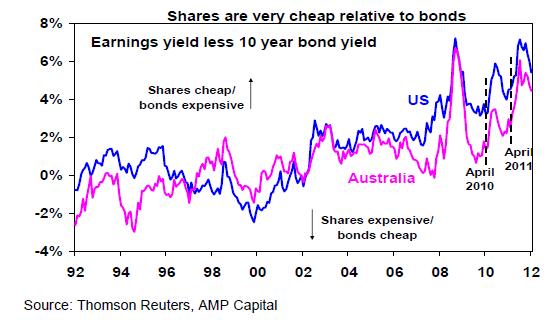 Shares are very cheap relative to bonds
8%
Earnings yield less 10 year bond yield
6%
Shares cheap/
bonds expensive
US
4%
2%
April
2011
Australia
April
2010
0%
-2%
Shares expensive/
bonds cheap
-4%
92 94 96 98 00 02 04 06 08 10 12
Source: Thomson Reuters, AMP Capital